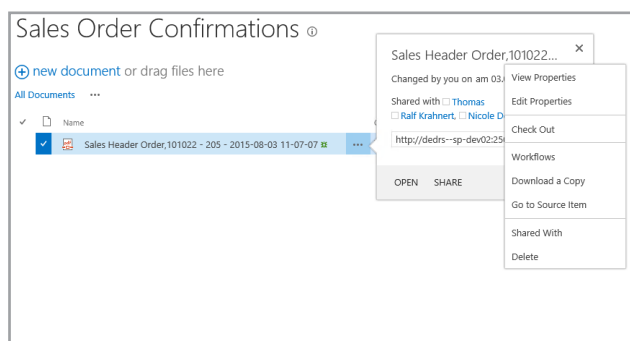 Sales Order Confirmations
new document or drag files here
All Documents ...
Name
Sales Header Order,101022 - 205 - 2015-08-03 11-07-07
...
Sales Header Order,101022...
Changed by you on am 03.
Shared with Thomas
Ralf Krahnert, Nicole D
http://dedrs--sp-dev02:25
OPEN SHARE
View Properties
Edit Properties
Check Out
Workflows
Download a Copy
Go to Source Item
Shared With
Delete